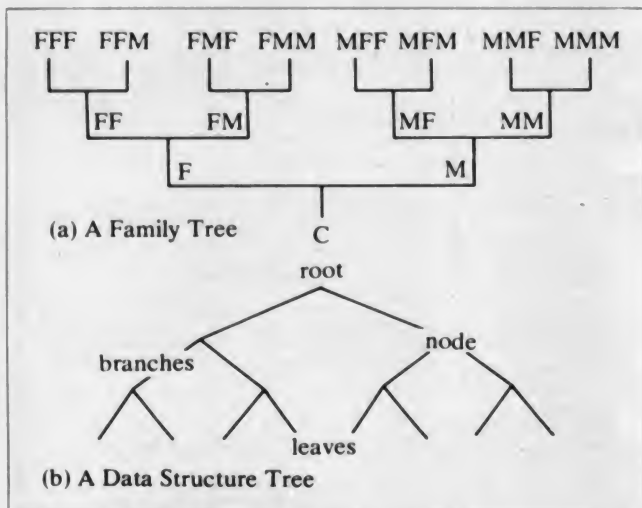 FFF FFM FMF FMM MFF MFM MMF MMM
FF FM MF MM
F M
(a) A Family Tree C
root
branches node
leaves
(b) A Data Structure Tree